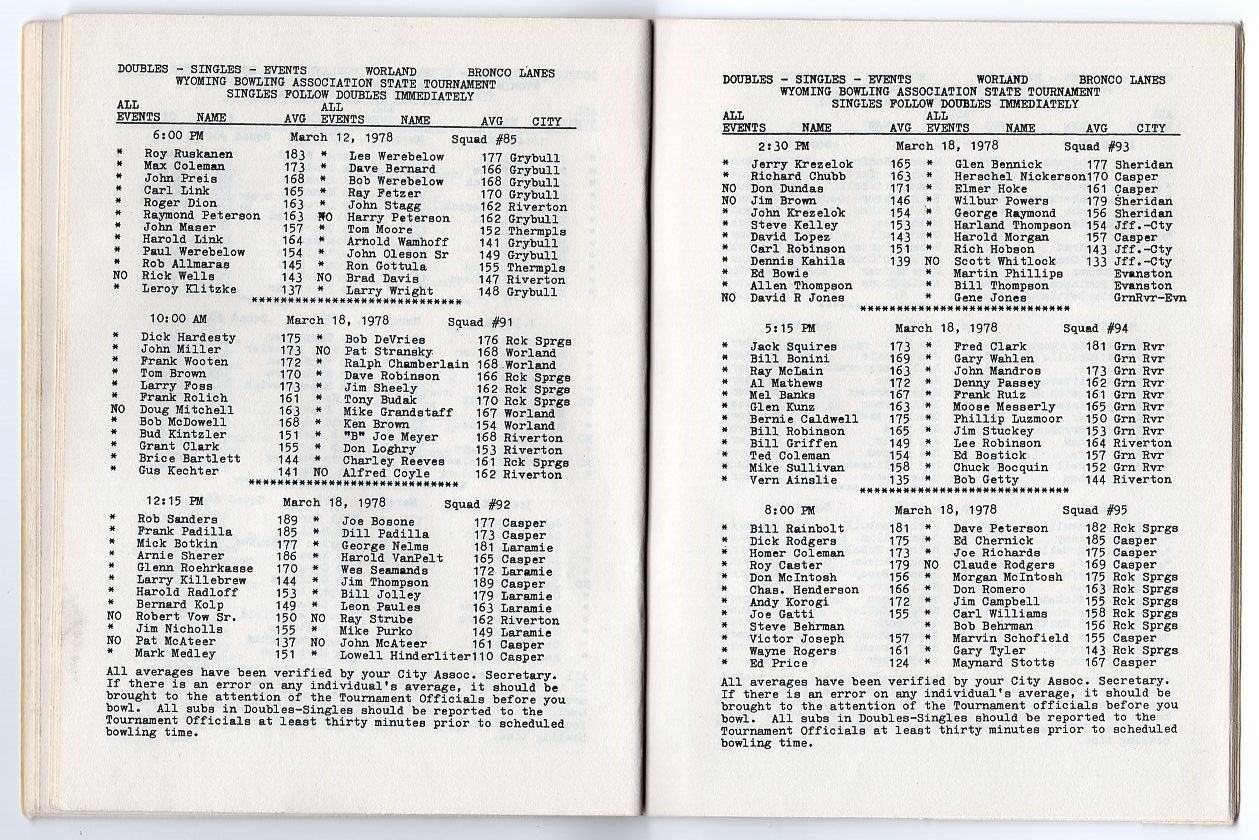 DOUBLES - SINGLES - EVENTS WORLAND BRONCO LANES
WYOMING BOWLING ASSOCIATION STATE TOURNAMENT
SINGLES FOLLOW DOUBLES IMMEDIATELY
ALL ALL
EVENTS NAME AVG EVENTS NAME AVG CITY
6:00 PM March 12, 1978 Squad #85
* Roy Ruskanen 183 * Les Werebelow 177 Grybull
* Max Coleman 173 * Dave Bernard 166 Grybull
* John Preis 168 * Bob Werebelow 168 Grybull
* Carl Link 165 * Ray Fetzer 170 Grybull
* Roger Dion 163 * John Stagg 162 Riverton
* Raymond Peterson 163 NO Harry Peterson 162 Grybull
* John Maser 157 * Tom Moore 152 Thermpls
* Harold Link 164 * Arnold Wamhoff 141 Grybull
* Paul Werebelow 154 * John Oleson Sr 149 Grybull
* Rob Allmaras 145 * Ron Gottula 155 Thermpls
NO Rick Wells 143 NO Brad Davis 147 Riverton
* Leroy Klitzke 137 * Larry Wright 148 Grybull
******************************
10:00 AM March 18, 1978 Squad #91
* Dick Hardesty 175 * Bob DeVries 176 Rck Sprgs
* John Miller 173 NO Pat Stransky 168 Worland
* Frank Wooten 172 * Ralph Chamberlain 168 Worland
* Tom Brown 170 * Dave Robinson 166 Rck Sprgs
* Larry Foss 173 * Jim Sheely 162 Rck Sprgs
* Frank Rolich 161 * Tony Budak 170 Rck Sprgs
NO Doug Mitchell 163 * Mike Grandstaff 167 Worland
* Bob McDowell 168 * Ken Brown 154 Worland
* Bud Kintzler 151 * "B" Joe Meyer 168 Riverton
* Grant Clark 155 * Don Loghry 153 Riverton
* Brice Bartlett 144 * Charley Reeves 161 Rck Sprgs
* Gus Kechter 141 NO Alfred Coyle 162 Riverton
******************************
12:15 PM March 18, 1978 Squad #92
* Rob Sanders 189 * Joe Bosone 177 Casper
* Frank Padilla 185 * Dill Padilla 173 Casper
* Mick Botkin 177 * George Nelms 181 Laramie
* Arnie Sherer 186 * Harold VanPelt 165 Casper
* Glenn Roehrkasse 170 * Wes Seamands 172 Laramie
* Larry Killebrew 144 * Jim Thompson 189 Casper
* Harold Radloff 153 * Bill Jolley 179 Laramie
* Bernard Kolp 149 * Leon Paules 163 Laramie
NO Robert Vow Sr. 150 NO Ray Strube 162 Riverton
* Jim Nicholls 155 * Mike Purko 149 Laramie
NO Pat McAteer 137 NO John McAteer 161 Casper
* Mark Medley 151 * Lowell Hinderliter 110 Casper
All averages have been verified by your City Assoc. Secretary.
If there is an error on any individual's average, it should be
brought to the attention of the Tournament Officials before you
bowl. All subs in Doubles-Singles should be reported to the
Tournament Officials at least thirty minutes prior to scheduled
bowling time.
DOUBLES - SINGLES - EVENTS WORLAND BRONCO LANES
WYOMING BOWLING ASSOCIATION STATE TOURNAMENT
SINGLES FOLLOW DOUBLES IMMEDIATELY
ALL ALL
EVENTS NAME AVG EVENTS NAME AVG CITY
2:30 PM March 18, 1978 Squad #93
* Jerry Krezelok 165 * Glen Bennick 177 Sheridan
* Richard Chubb 163 * Herschel Nickerson 170 Casper
NO Don Dundas 171 * Elmer Hoke 161 Casper
NO Jim Brown 146 * Wilbur Powers 179 Sheridan
* John Krezelok 154 * George Raymond 156 Sheridan
* Steve Kelley 153 * Harland Thompson 154 Jff.-Cty
* David Lopez 143 * Harold Morgan 157 Casper
* Carl Robinson 151 * Rich Hobson 143 Jff.-Cty
* Dennis Kahila 139 NO Scott Whitlock 133 Jff.-Cty
* Ed Bowie * Martin Phillips Evanston
* Allen Thompson * Bill Thompson Evanston
NO David R Jones * Gene Jones GrnRvr-Evn
******************************
5:15 PM March 18, 1978 Squad #94
* Jack Squires 173 * Fred Clark 181 Grn Rvr
* Bill Bonini 169 * Gary Wahlen Grn Rvr
* Ray McLain 163 * John Mandros 173 Grn Rvr
* Al Mathews 172 * Denny Passey 162 Grn Rvr
* Mel Banks 167 * Frank Ruiz 161 Grn Rvr
* Glen Kunz 163 * Moose Messerly 165 Grn Rvr
* Bernie Caldwell 175 * Phillip Luzmoor 150 Grn Rvr
* Bill Robinson 165 * Jim Stuckey 153 Grn Rvr
* Bill Griffen 149 * Lee Robinson 164 Riverton
* Ted Coleman 154 * Ed Bostick 157 Grn Rvr
* Mike Sullivan 158 * Chuck Bocquin 152 Grn Rvr
* Vern Ainslie 135 * Bob Getty 144 Riverton
******************************
8:00 PM March 18, 1978 Squad #95
* Bill Rainbolt 181 * Dave Peterson 182 Rck Sprgs
* Dick Rodgers 175 * Ed Chernick 185 Casper
* Homer Coleman 173 * Joe Richards 175 Casper
* Roy Caster 179 NO Claude Rodgers 169 Casper
* Don McIntosh 156 * Morgan McIntosh 175 Rck Sprgs
* Chas. Henderson 166 * Don Romero 163 Rck Sprgs
* Andy Korogi 172 * Jim Campbell 155 Rck Sprgs
* Joe Gatti 155 * Carl Williams 158 Rck Sprgs
* Steve Behrman * Bob Behrman 156 Rck Sprgs
* Victor Joseph 157 * Marvin Schofield 155 Casper
* Wayne Rogers 161 * Gary Tyler 143 Rck Sprgs
* Ed Price 124 * Maynard Stotts 167 Casper
All averages have been verified by your City Assoc. Secretary.
If there is an error on any individual's average, it should be
brought to the attention of the Tournament officials before you
bowl. All subs in Doubles-Singles should be reported to the
Tournament Officials at least thirty minutes prior to scheduled
bowling time.